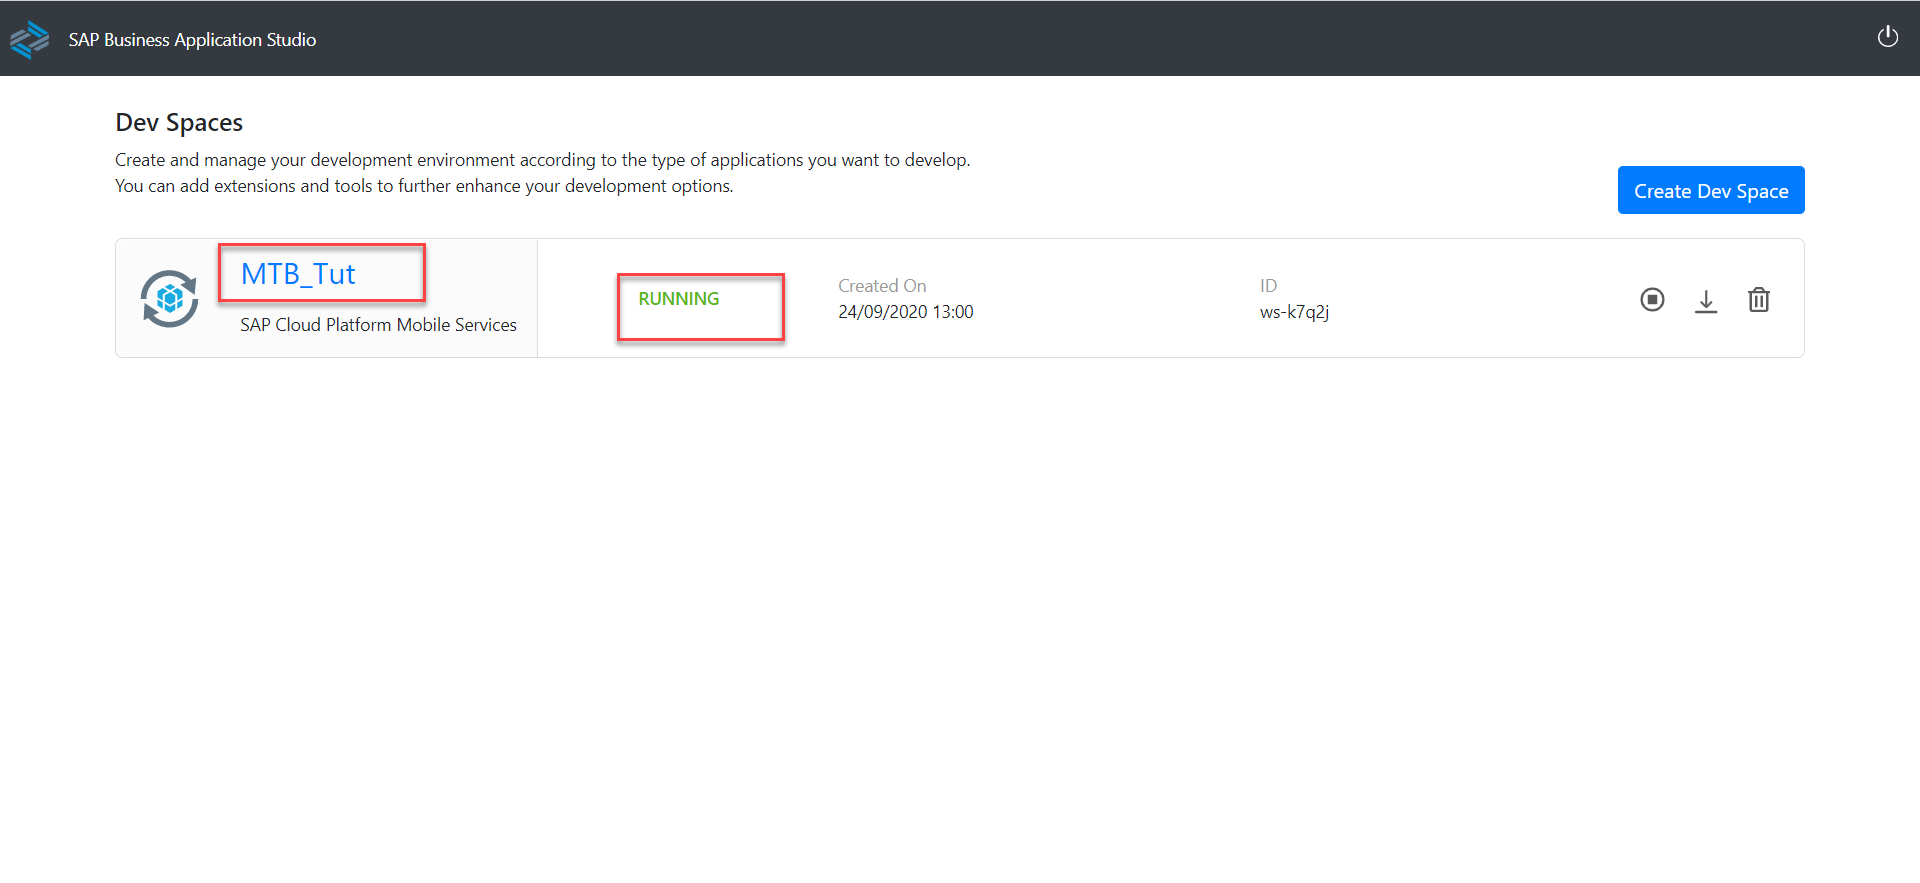 SAP Business Application Studio
Dev Spaces
Create and manage your development environment according to the type of applications you want to develop.
You can add extensions and tools to further enhance your development options.
Create Dev Space
MTB_Tut
SAP Cloud Platform Mobile Services
RUNNING
Created On
24/09/2020 13:00
ID
ws-k7q2j